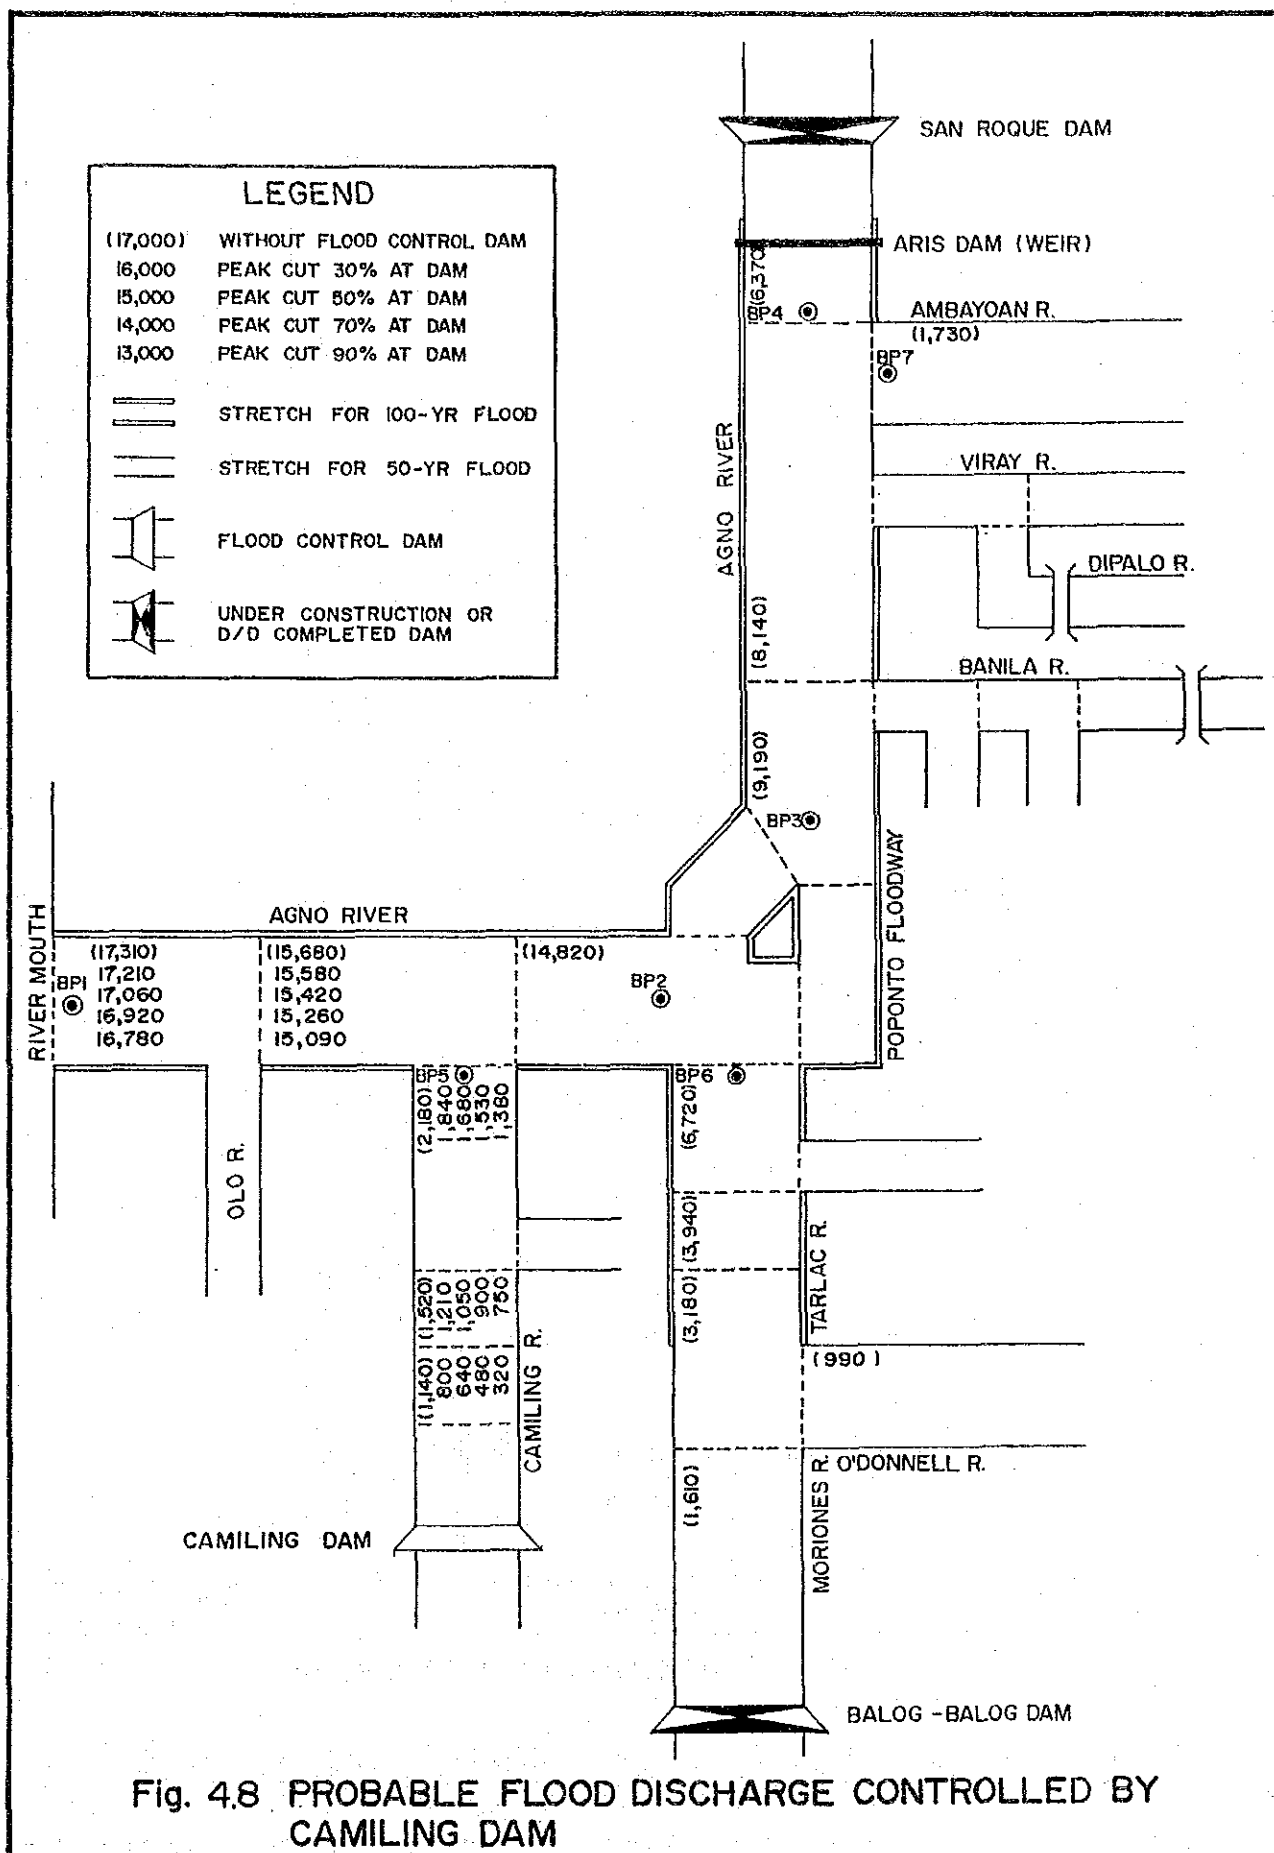 SAN ROQUE DAM
LEGEND
(17,000) WITHOUT FLOOD CONTROL DAM
16,000 PEAK CUT 30% AT DAM
15,000 PEAK CUT 50% AT DAM
14,000 PEAK CUT 70% AT DAM
13,000 PEAK CUT 90% AT DAM
STRETCH FOR 100-YR FLOOD
STRETCH FOR 50-YR FLOOD
FLOOD CONTROL DAM
UNDER CONSTRUCTION OR
D/D COMPLETED DAM
ARIS DAM (WEIR)
(6,370)
BP4
AMBAYOAN R.
(1,730)
BP7
AGNO RIVER
VIRAY R.
DIPALO R.
(8,140)
BANILA R.
(9,190)
BP3
POPONTO FLOODWAY
AGNO RIVER
RIVER MOUTH
BP1
(17,310)
17,210
17,060
16,920
16,780
(15,680)
15,580
15,420
15,260
15,090
(14,820)
BP2
BP5
(2,180)
1,840
1,680
1,530
1,380
BP6
(6,720)
OLO R.
(3,940)
TARLAC R.
(1,520)
1,210
1,050
900
750
(3,180)
(1,140)
800
640
480
320
CAMILING R.
(990)
O'DONNELL R.
(1,610)
MORIONES R.
CAMILING DAM
BALOG-BALOG DAM
Fig. 4.8 PROBABLE FLOOD DISCHARGE CONTROLLED BY
CAMILING DAM